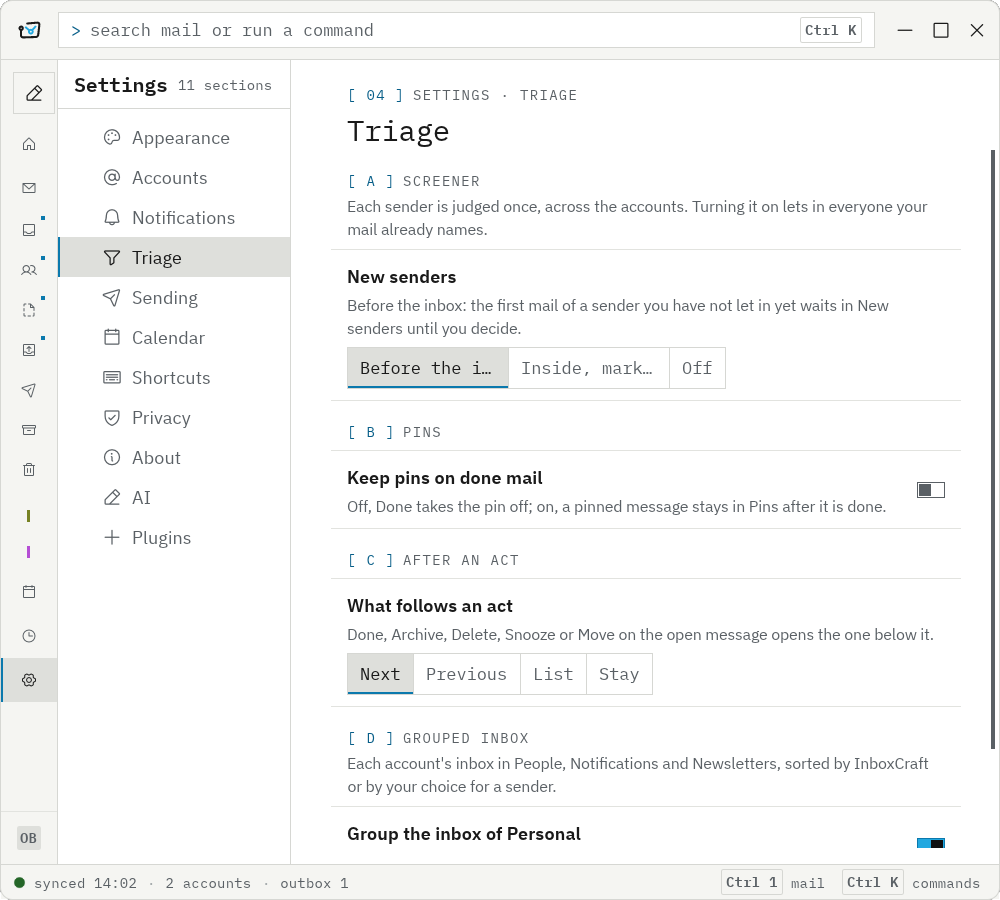 > search mail or run a command
Ctrl K
Settings 11 sections
Appearance
Accounts
Notifications
Triage
Sending
Calendar
Shortcuts
Privacy
About
AI
Plugins
[ 04 ] SETTINGS · TRIAGE
Triage
[ A ] SCREENER
Each sender is judged once, across the accounts. Turning it on lets in everyone your
mail already names.
New senders
Before the inbox: the first mail of a sender you have not let in yet waits in New
senders until you decide.
Before the i…
Inside, mark…
Off
[ B ] PINS
Keep pins on done mail
Off, Done takes the pin off; on, a pinned message stays in Pins after it is done.
[ C ] AFTER AN ACT
What follows an act
Done, Archive, Delete, Snooze or Move on the open message opens the one below it.
Next
Previous
List
Stay
[ D ] GROUPED INBOX
Each account's inbox in People, Notifications and Newsletters, sorted by InboxCraft
or by your choice for a sender.
Group the inbox of Personal
OB
synced 14:02 · 2 accounts · outbox 1
Ctrl 1 mail
Ctrl K commands